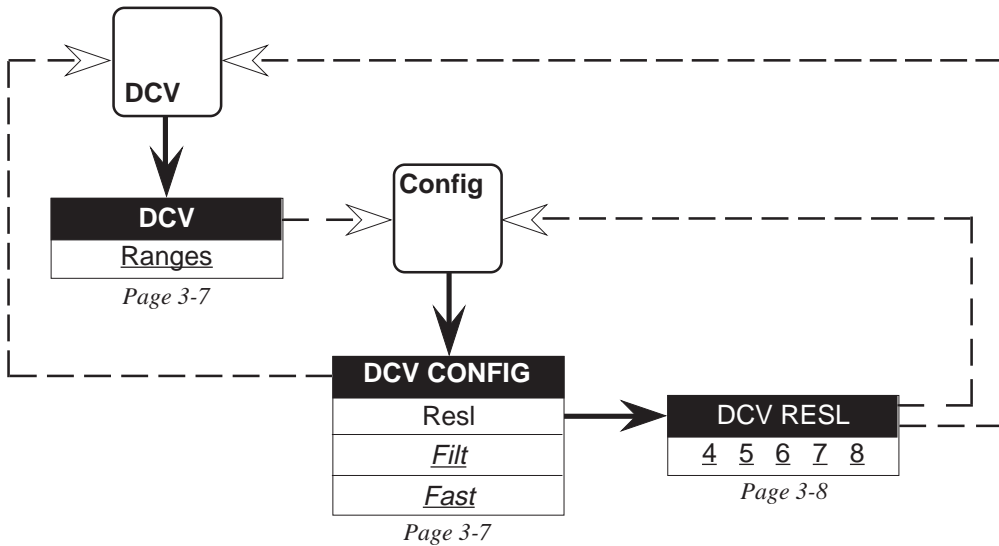 DCV
DCV
Ranges
Page 3-7
Config
DCV CONFIG
Resl
Filt
Fast
Page 3-7
DCV RESL
4 5 6 7 8
Page 3-8